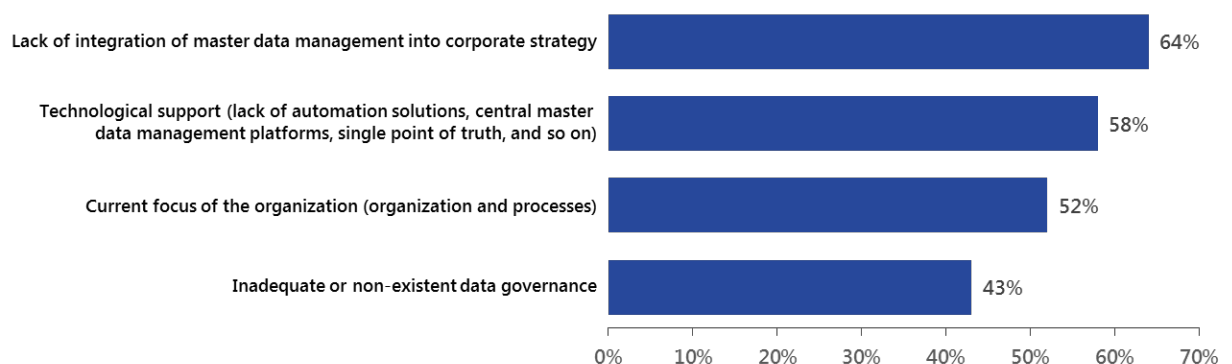 Lack of integration of master data management into corporate strategy
64%
Technological support (lack of automation solutions, central master
data management platforms, single point of truth, and so on)
58%
Current focus of the organization (organization and processes)
52%
Inadequate or non-existent data governance
43%
0% 10% 20% 30% 40% 50% 60% 70%